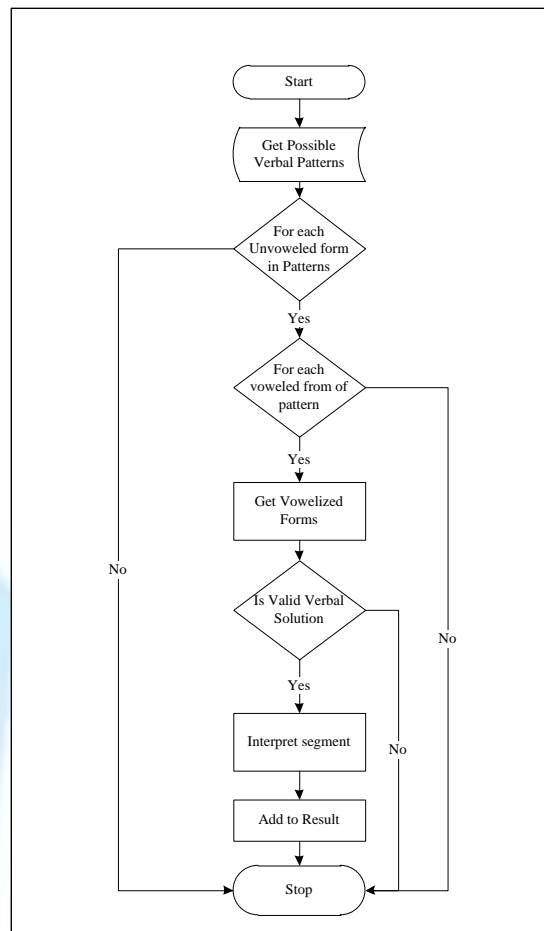 Start
Get Possible
Verbal Patterns
For each
Unvoweled form
in Patterns
Yes
For each
voweled from of
pattern
Yes
Get Vowelized
Forms
No
Is Valid Verbal
Solution
No
Yes
Interpret segment
No
Add to Result
Stop